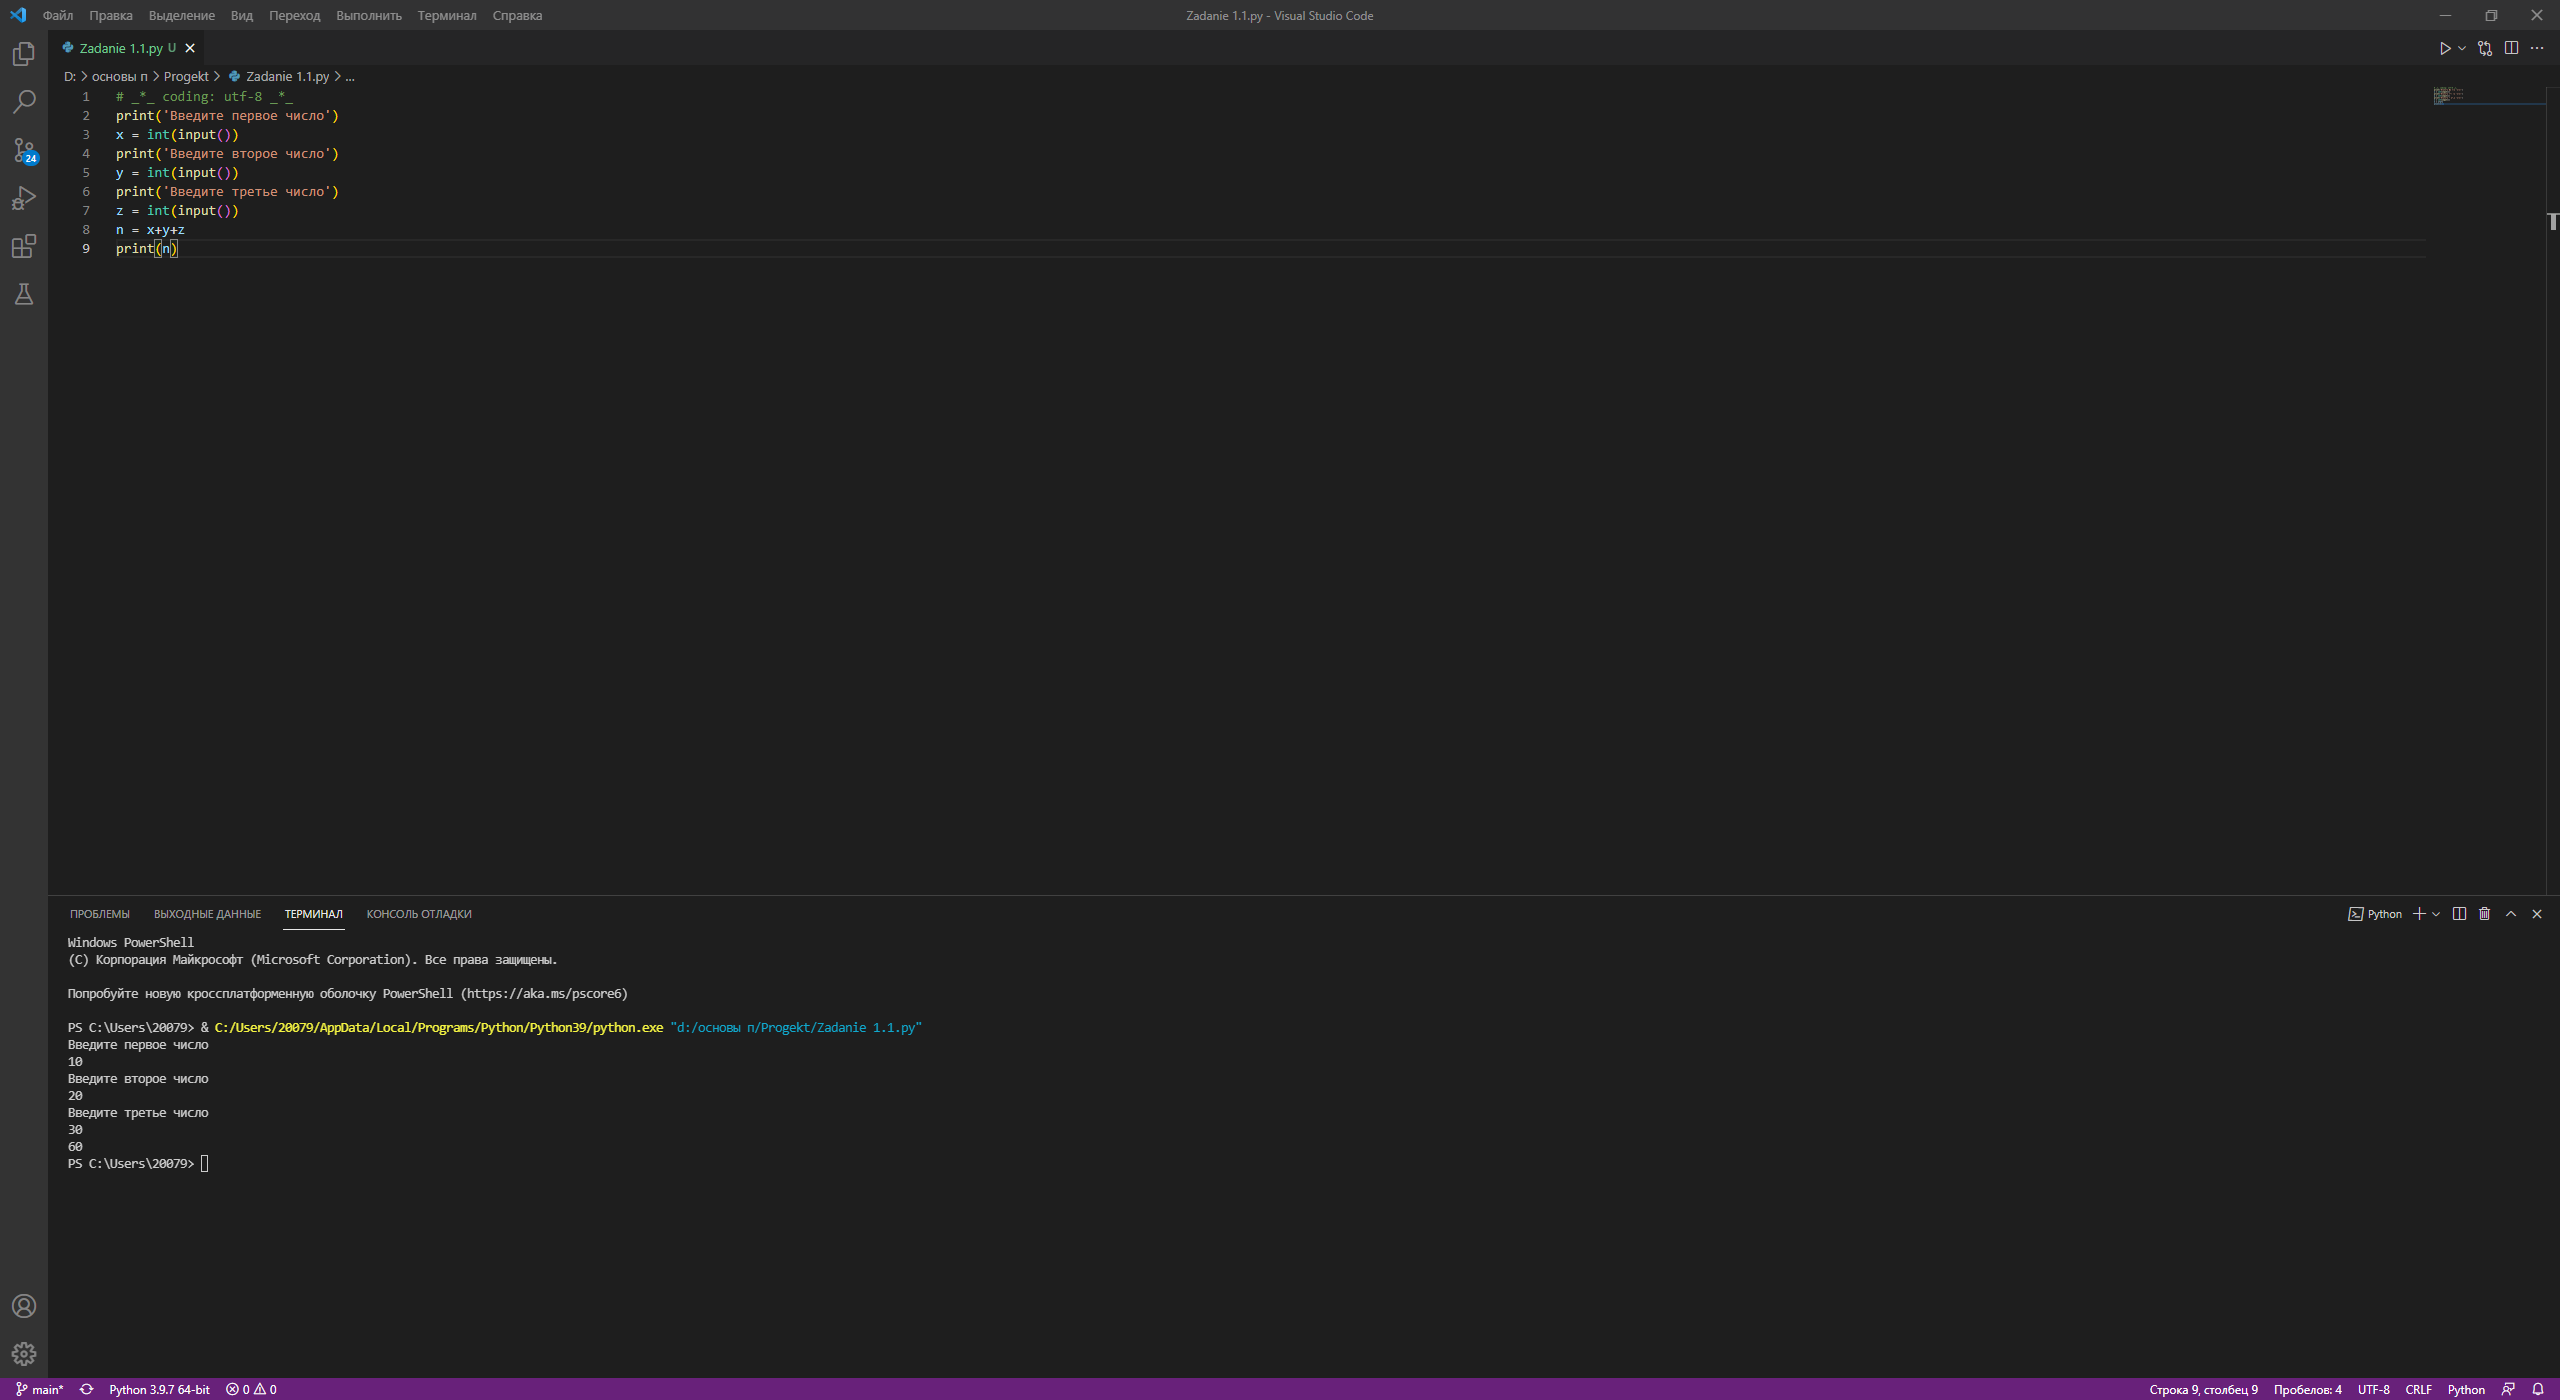 Файл Правка Выделение Вид Переход Выполнить Терминал Справка
Zadanie 1.1.py - Visual Studio Code
Zadanie 1.1.py U
D: > основы п > Progekt > Zadanie 1.1.py > ...
1 # _*_ coding: utf-8 _*_
2 print('Введите первое число')
3 x = int(input())
4 print('Введите второе число')
5 y = int(input())
6 print('Введите третье число')
7 z = int(input())
8 n = x+y+z
9 print(n)
24
ПРОБЛЕМЫ ВЫХОДНЫЕ ДАННЫЕ ТЕРМИНАЛ КОНСОЛЬ ОТЛАДКИ
Python
Windows PowerShell
(C) Корпорация Майкрософт (Microsoft Corporation). Все права защищены.
Попробуйте новую кроссплатформенную оболочку PowerShell (https://aka.ms/pscore6)
PS C:\Users\20079> & C:/Users/20079/AppData/Local/Programs/Python/Python39/python.exe "d:/основы п/Progekt/Zadanie 1.1.py"
Введите первое число
10
Введите второе число
20
Введите третье число
30
60
PS C:\Users\20079>
main* Python 3.9.7 64-bit 0 0
Строка 9, столбец 9 Пробелов: 4 UTF-8 CRLF Python